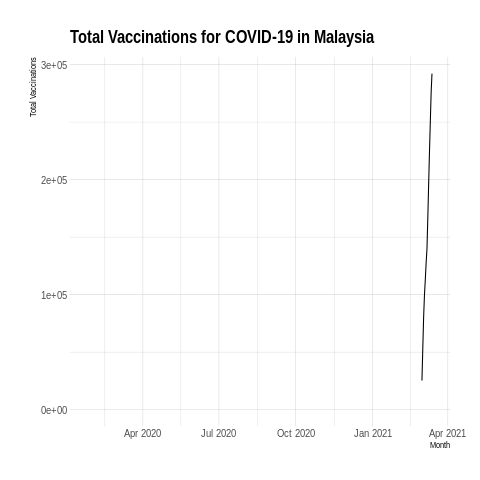 Total Vaccinations for COVID-19 in Malaysia
Total Vaccinations
3e+05
2e+05
1e+05
0e+00
Apr 2020 Jul 2020 Oct 2020 Jan 2021 Apr 2021
Month